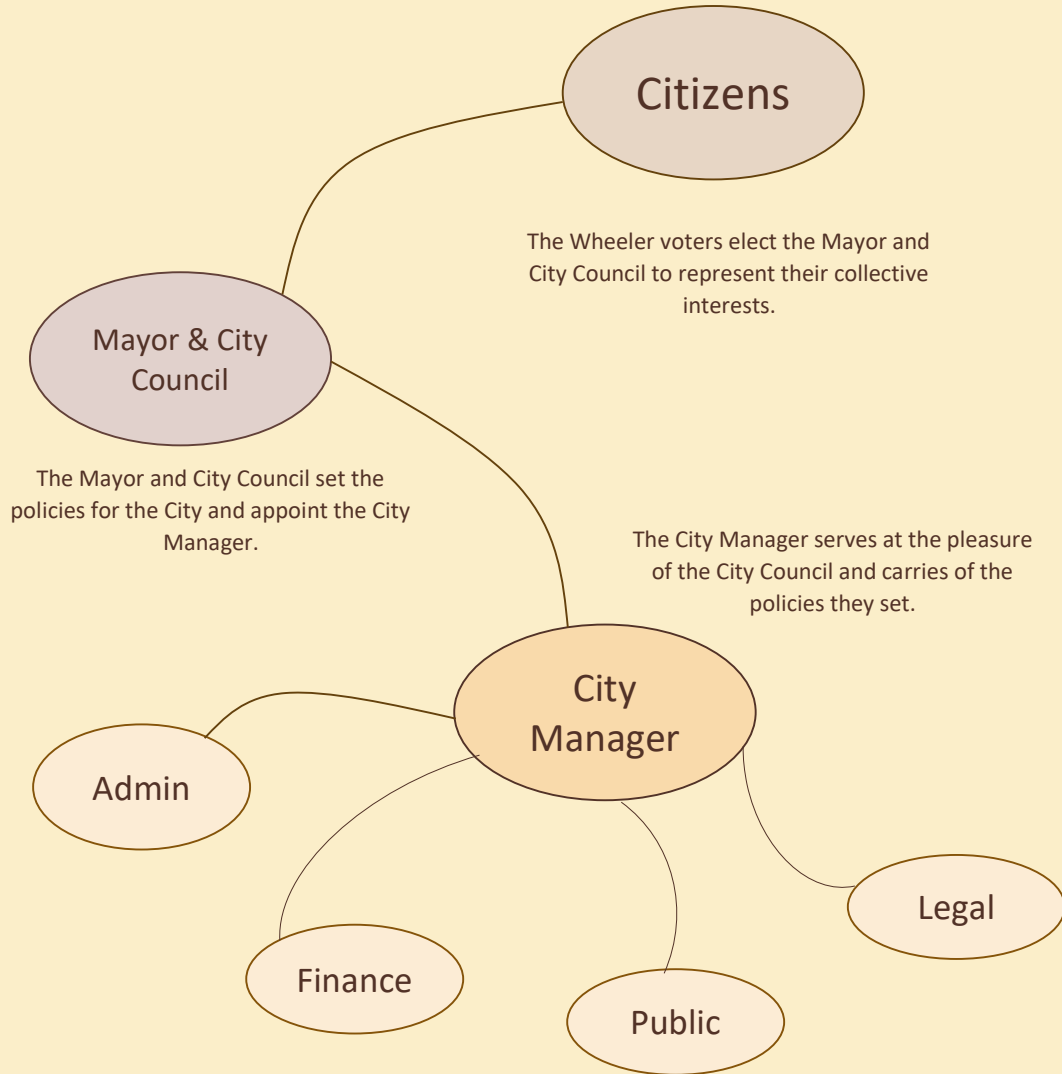 Citizens
The Wheeler voters elect the Mayor and
City Council to represent their collective
interests.
Mayor & City
Council
The Mayor and City Council set the
policies for the City and appoint the City
Manager.
The City Manager serves at the pleasure
of the City Council and carries of the
policies they set.
City
Manager
Admin
Finance
Public
Legal